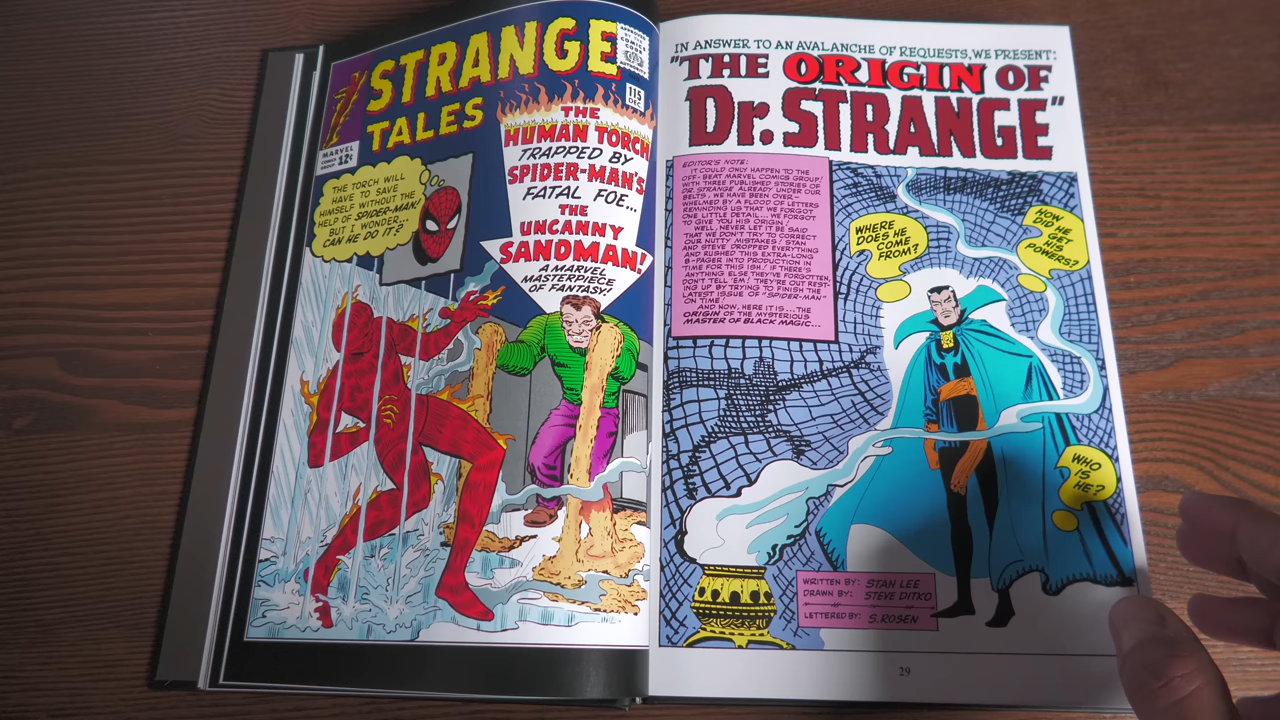 STRANGE
TALES
APPROVED
BY THE
COMICS
CODE
AUTHORITY
115
DEC.
MARVEL
COMICS
GROUP 12¢
THE
HUMAN TORCH
TRAPPED BY
SPIDER-MAN'S
FATAL FOE...
THE
UNCANNY
SANDMAN!
A MARVEL
MASTERPIECE
OF FANTASY!
THE TORCH WILL
HAVE TO SAVE
HIMSELF WITHOUT THE
HELP OF SPIDER-MAN!
BUT I WONDER...
CAN HE DO IT?
IN ANSWER TO AN AVALANCHE OF REQUESTS, WE PRESENT:
"THE ORIGIN OF
Dr. STRANGE"
EDITOR'S NOTE:
IT COULD ONLY HAPPEN TO THE
OFF-BEAT MARVEL COMICS GROUP!
WITH THREE PUBLISHED STORIES OF
DR. STRANGE ALREADY UNDER OUR
BELTS, WE HAVE BEEN OVER-
WHELMED BY A FLOOD OF LETTERS
REMINDING US THAT WE FORGOT
ONE LITTLE DETAIL... WE FORGOT
TO GIVE YOU HIS ORIGIN!
WELL, NEVER LET IT BE SAID
THAT WE DON'T TRY TO CORRECT
OUR NUTTY MISTAKES! STAN
AND STEVE DROPPED EVERYTHING
AND RUSHED THIS EXTRA-LONG
8-PAGER INTO PRODUCTION IN
TIME FOR THIS ISH! IF THERE'S
ANYTHING ELSE THEY'VE FORGOTTEN,
DON'T TELL 'EM! THEY'RE OUT REST-
ING UP BY TRYING TO FINISH THE
LATEST ISSUE OF "SPIDER-MAN"
ON TIME!
AND NOW, HERE IT IS... THE
ORIGIN OF THE MYSTERIOUS
MASTER OF BLACK MAGIC...
WHERE
DOES HE
COME
FROM?
HOW
DID HE
GET
HIS
POWERS?
WHO
IS
HE?
WRITTEN BY: STAN LEE
DRAWN BY: STEVE DITKO
LETTERED BY: S. ROSEN
29